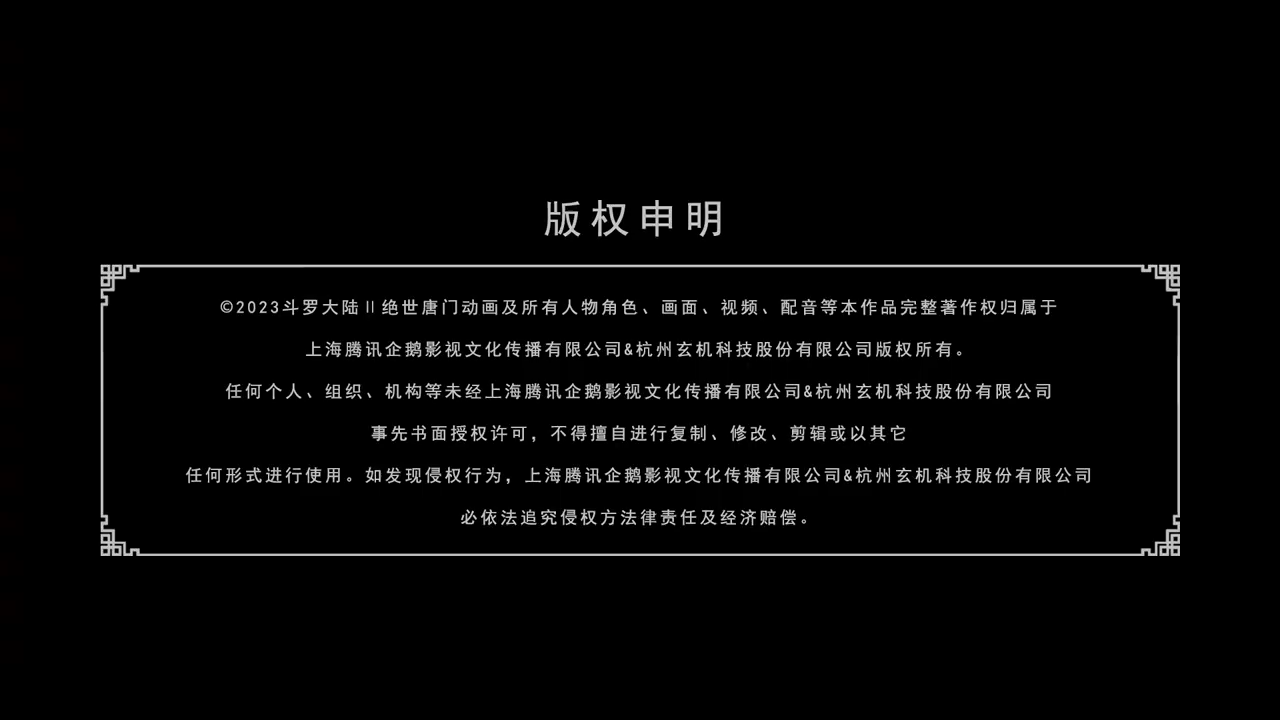 版权申明
©2023斗罗大陆Ⅱ绝世唐门动画及所有人物角色、画面、视频、配音等本作品完整著作权归属于
上海腾讯企鹅影视文化传播有限公司&杭州玄机科技股份有限公司版权所有。
任何个人、组织、机构等未经上海腾讯企鹅影视文化传播有限公司&杭州玄机科技股份有限公司
事先书面授权许可，不得擅自进行复制、修改、剪辑或以其它
任何形式进行使用。如发现侵权行为，上海腾讯企鹅影视文化传播有限公司&杭州玄机科技股份有限公司
必依法追究侵权方法律责任及经济赔偿。